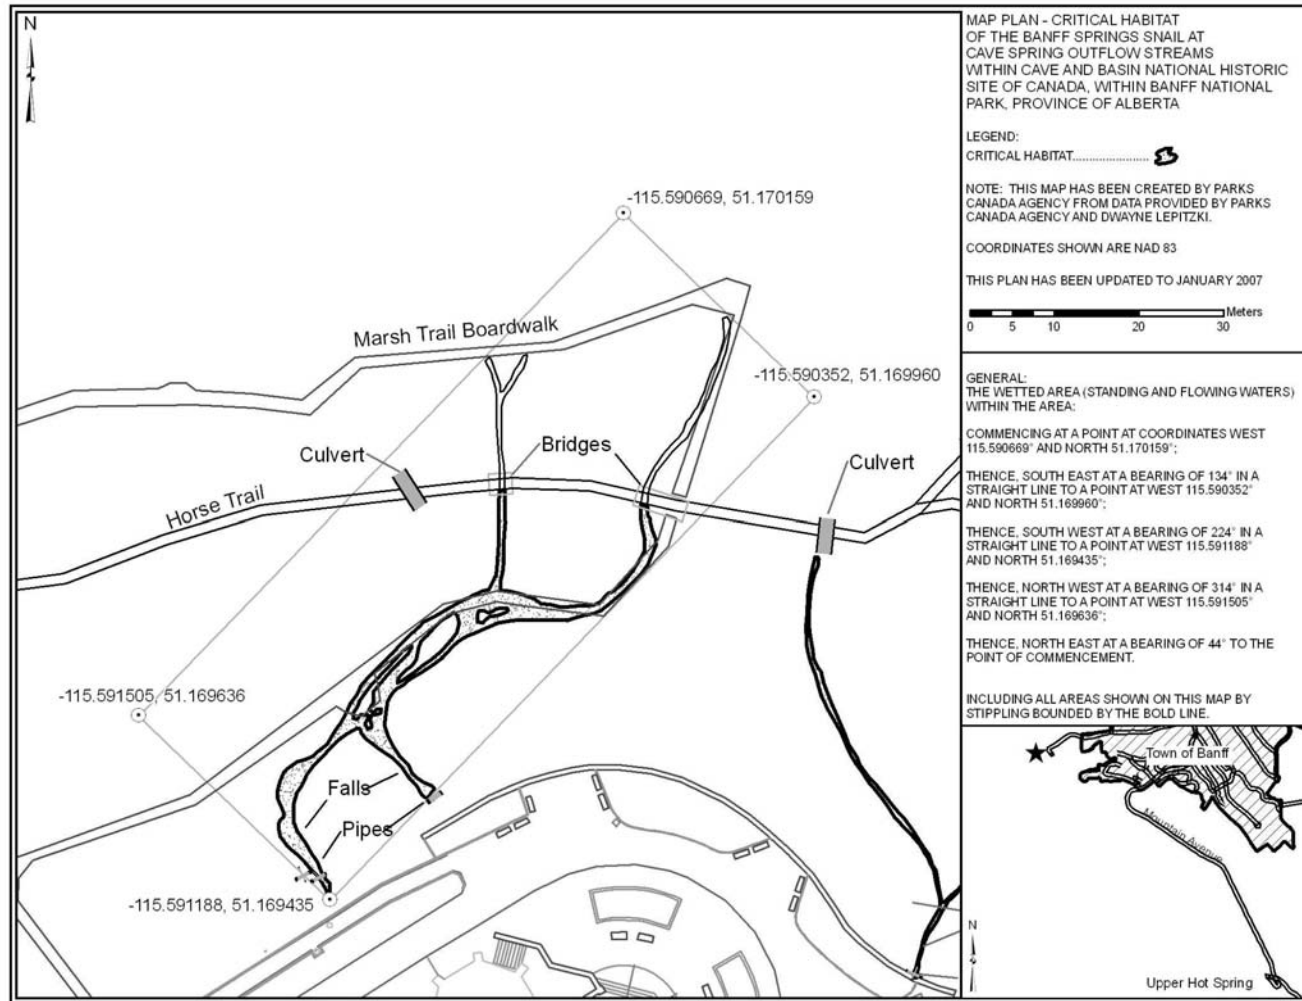 N
-115.590669, 51.170159
Marsh Trail Boardwalk
-115.590352, 51.169960
Bridges
Culvert
Culvert
Horse Trail
-115.591505, 51.169636
Falls
Pipes
-115.591188, 51.169435
MAP PLAN - CRITICAL HABITAT
OF THE BANFF SPRINGS SNAIL AT
CAVE SPRING OUTFLOW STREAMS
WITHIN CAVE AND BASIN NATIONAL HISTORIC
SITE OF CANADA, WITHIN BANFF NATIONAL
PARK, PROVINCE OF ALBERTA
LEGEND:
CRITICAL HABITAT.......................
NOTE: THIS MAP HAS BEEN CREATED BY PARKS
CANADA AGENCY FROM DATA PROVIDED BY PARKS
CANADA AGENCY AND DWAYNE LEPITZKI.
COORDINATES SHOWN ARE NAD 83
THIS PLAN HAS BEEN UPDATED TO JANUARY 2007
Meters
0 5 10 20 30
GENERAL:
THE WETTED AREA (STANDING AND FLOWING WATERS)
WITHIN THE AREA:
COMMENCING AT A POINT AT COORDINATES WEST
115.590669° AND NORTH 51.170159°;
THENCE, SOUTH EAST AT A BEARING OF 134° IN A
STRAIGHT LINE TO A POINT AT WEST 115.590352°
AND NORTH 51.169960°;
THENCE, SOUTH WEST AT A BEARING OF 224° IN A
STRAIGHT LINE TO A POINT AT WEST 115.591188°
AND NORTH 51.169435°;
THENCE, NORTH WEST AT A BEARING OF 314° IN A
STRAIGHT LINE TO A POINT AT WEST 115.591505°
AND NORTH 51.169636°;
THENCE, NORTH EAST AT A BEARING OF 44° TO THE
POINT OF COMMENCEMENT.
INCLUDING ALL AREAS SHOWN ON THIS MAP BY
STIPPLING BOUNDED BY THE BOLD LINE.
Town of Banff
Mountain Avenue
N
Upper Hot Spring